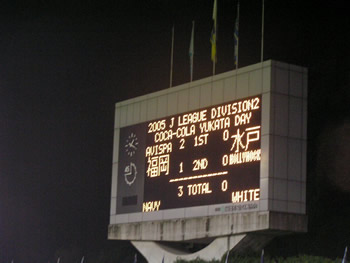 2005 J LEAGUE DIVISION2
COCA-COLA YUKATA DAY
AVISPA 2 1ST 0 水戸
福岡 1 2ND 0 HOLLYHOCK
3 TOTAL 0
NAVY WHITE